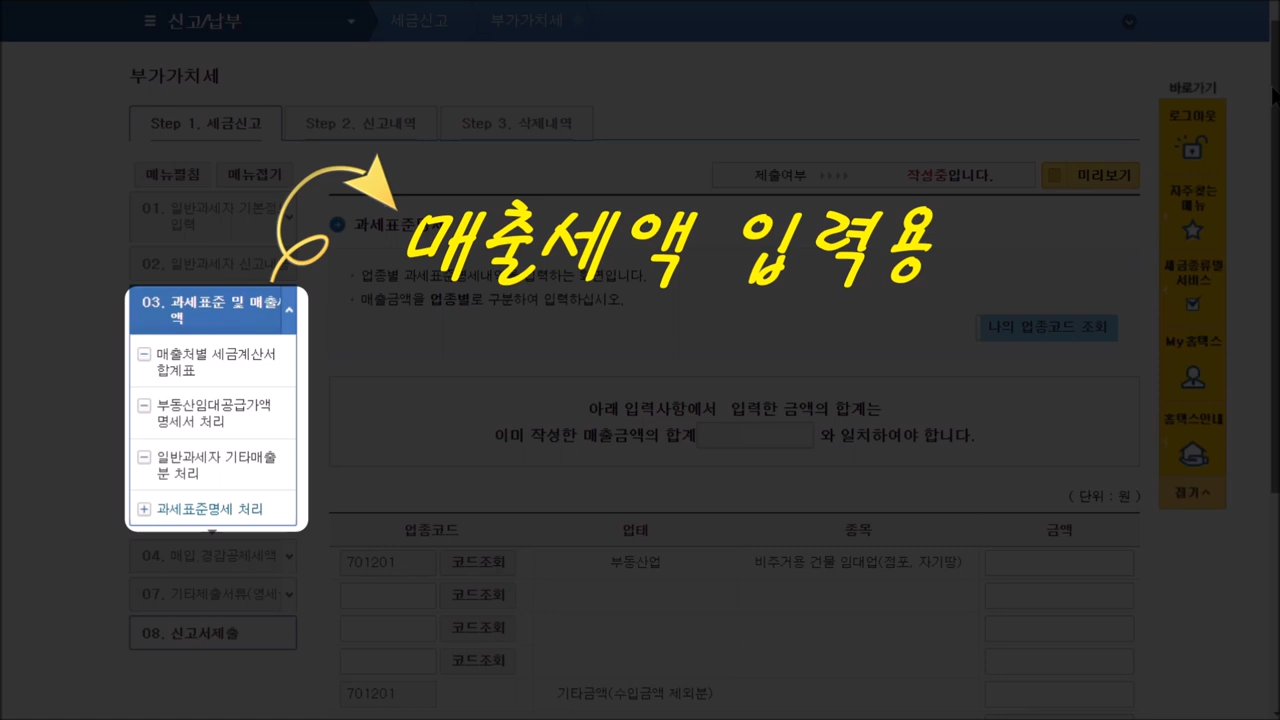 신고/납부
세금신고
부가가치세
부가가치세
바로가기
Step 1. 세금신고
Step 2. 신고내역
Step 3. 삭제내역
로그아웃
메뉴펼침
메뉴접기
제출여부
작성중입니다.
미리보기
자주찾는
메뉴
01. 일반과세자 기본정
입력
과세표준명
매출세액 입력용
02. 일반과세자 신고내용
업종별 과세표준명세내역을 입력하는 화면입니다.
매출금액을 업종별로 구분하여 입력하십시오.
세금종류별
서비스
나의 업종코드 조회
03. 과세표준 및 매출
액
My홈택스
매출처별 세금계산서
합계표
부동산임대공급가액
명세서 처리
일반과세자 기타매출
분 처리
과세표준명세 처리
아래 입력사항에서 입력한 금액의 합계는
이미 작성한 매출금액의 합계 와 일치하여야 합니다.
홈택스안내
접기
( 단위 : 원 )
업종코드
업태
종목
금액
04. 매입.경감공제세액
701201
코드조회
부동산업
비주거용 건물 임대업(점포, 자기땅)
07. 기타제출서류(영세
코드조회
08. 신고서제출
코드조회
코드조회
701201
기타금액(수입금액 제외분)